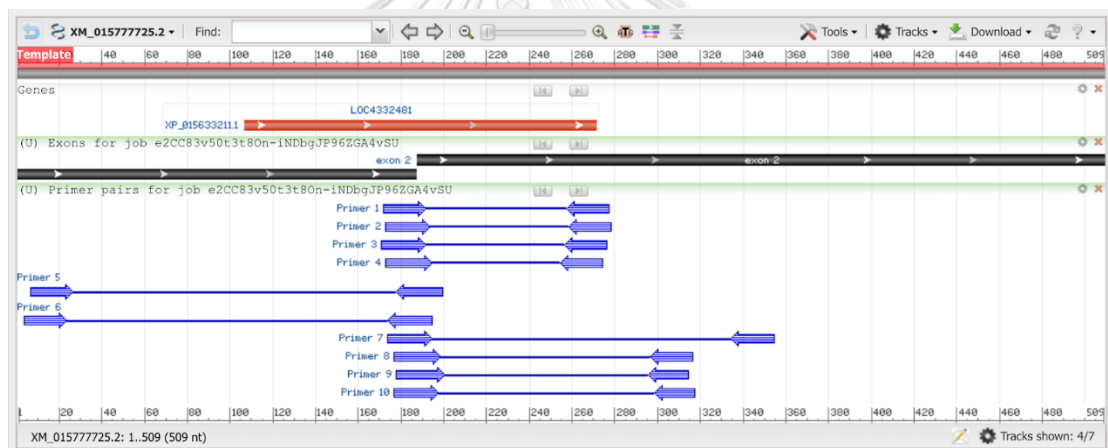 XM_015777725.2 Find: Tools Tracks Download ?
Template 40 60 80 100 120 140 160 180 200 220 240 260 280 300 320 340 360 380 400 420 440 460 480 509
Genes
LOC4332481
XP_015633211.1
(U) Exons for job e2CC83v50t3t8On-iNDbgJP96ZGA4vSU
exon 2 exon 2
(U) Primer pairs for job e2CC83v50t3t8On-iNDbgJP96ZGA4vSU
Primer 1
Primer 2
Primer 3
Primer 4
Primer 5
Primer 6
Primer 7
Primer 8
Primer 9
Primer 10
1 20 40 60 80 100 120 140 160 180 200 220 240 260 280 300 320 340 360 380 400 420 440 460 480 509
XM_015777725.2: 1..509 (509 nt) Tracks shown: 4/7